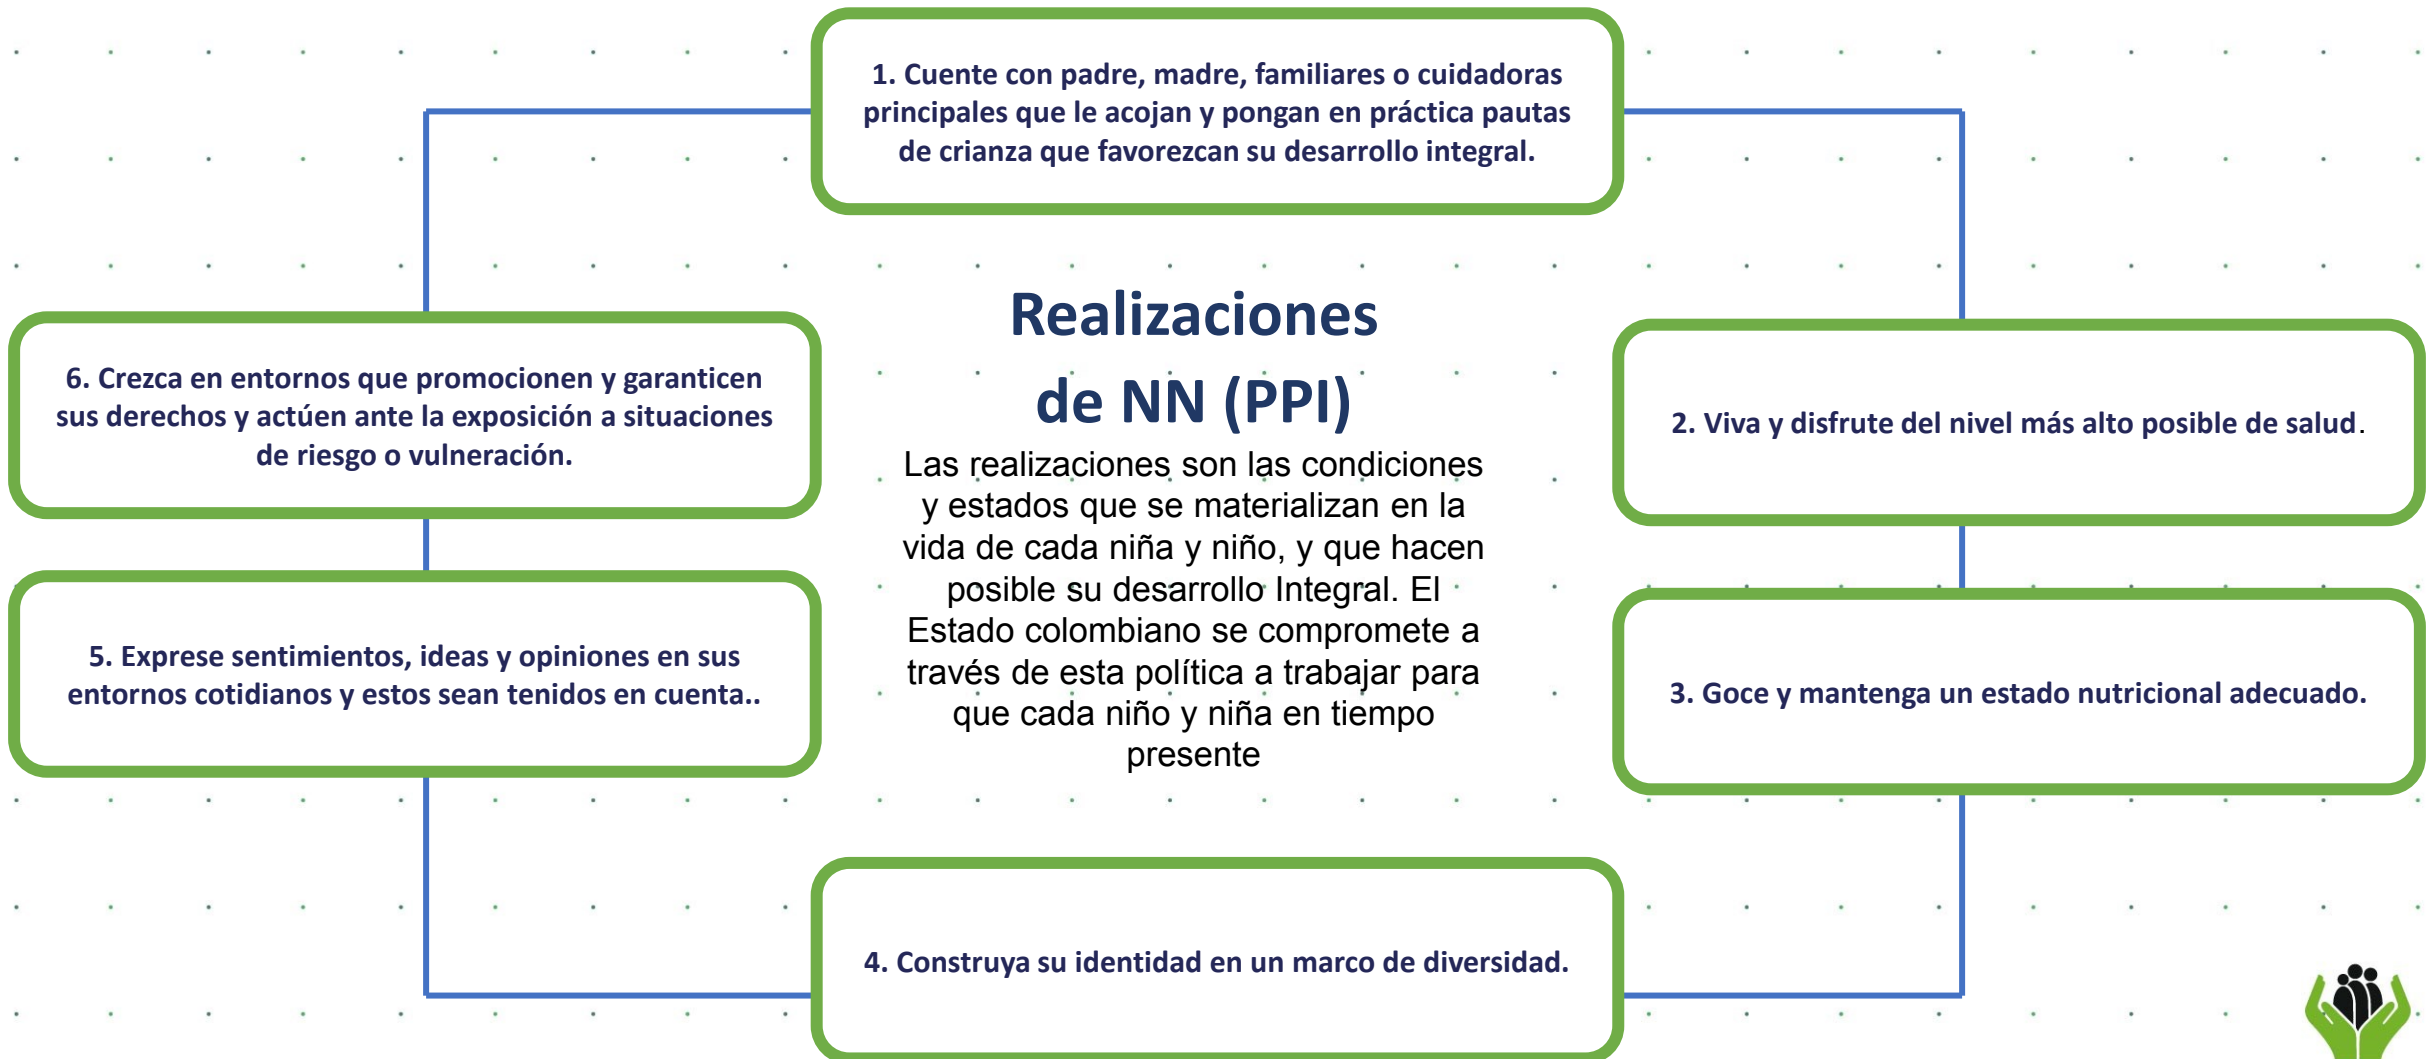 1. Cuente con padre, madre, familiares o cuidadoras
principales que le acojan y pongan en práctica pautas
de crianza que favorezcan su desarrollo integral.
Realizaciones
de NN (PPI)
Las realizaciones son las condiciones
y estados que se materializan en la
vida de cada niña y niño, y que hacen
posible su desarrollo Integral. El
Estado colombiano se compromete a
través de esta política a trabajar para
que cada niño y niña en tiempo
presente
2. Viva y disfrute del nivel más alto posible de salud.
3. Goce y mantenga un estado nutricional adecuado.
4. Construya su identidad en un marco de diversidad.
5. Exprese sentimientos, ideas y opiniones en sus
entornos cotidianos y estos sean tenidos en cuenta..
6. Crezca en entornos que promocionen y garanticen
sus derechos y actúen ante la exposición a situaciones
de riesgo o vulneración.